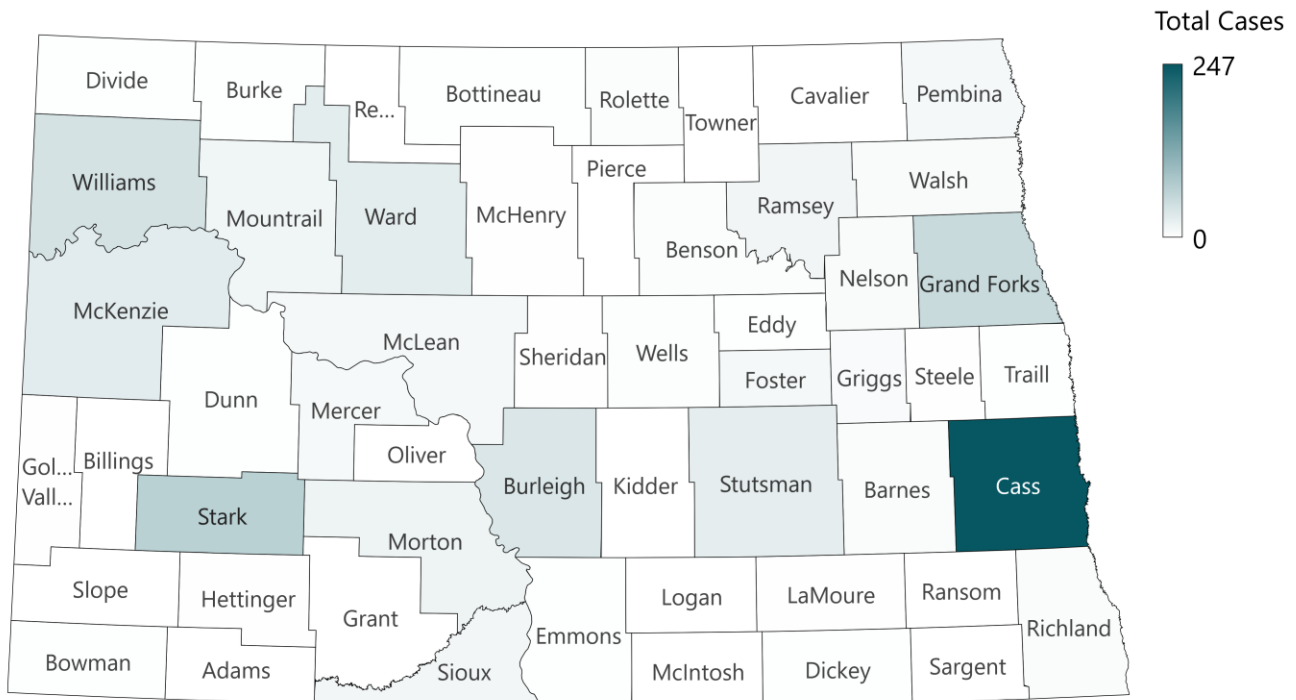 Total Cases
247
0
Divide
Burke
Re...
Bottineau
Rolette
Towner
Cavalier
Pembina
Williams
Mountrail
Ward
McHenry
Pierce
Benson
Ramsey
Walsh
Nelson
Grand Forks
McKenzie
McLean
Sheridan
Wells
Eddy
Foster
Griggs
Steele
Traill
Dunn
Mercer
Oliver
Gol...
Vall...
Billings
Stark
Burleigh
Kidder
Stutsman
Barnes
Cass
Morton
Slope
Hettinger
Grant
Emmons
Logan
LaMoure
Ransom
Richland
Bowman
Adams
Sioux
McIntosh
Dickey
Sargent